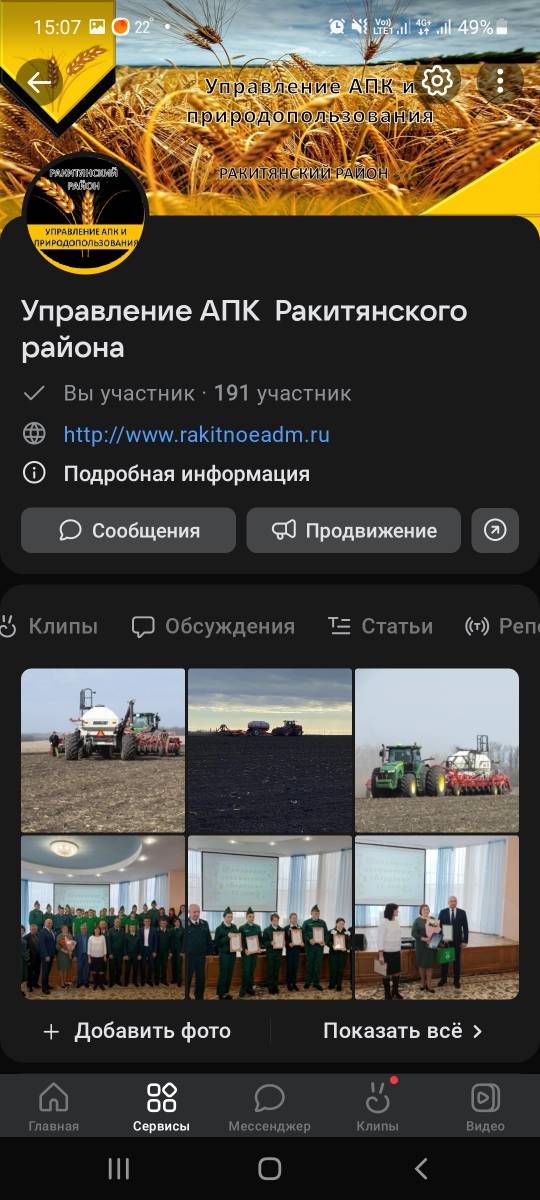 15:07 22° Vo)) LTE1 4G+ 49%
Управление АПК и
природопользования
РАКИТЯНСКИЙ РАЙОН
РАКИТЯНСКИЙ
РАЙОН
УПРАВЛЕНИЕ АПК И
ПРИРОДОПОЛЬЗОВАНИЯ
Управление АПК Ракитянского
района
Вы участник · 191 участник
http://www.rakitnoeadm.ru
Подробная информация
Сообщения Продвижение
Клипы Обсуждения Статьи Реп
+ Добавить фото Показать всё
Главная Сервисы Мессенджер Клипы Видео